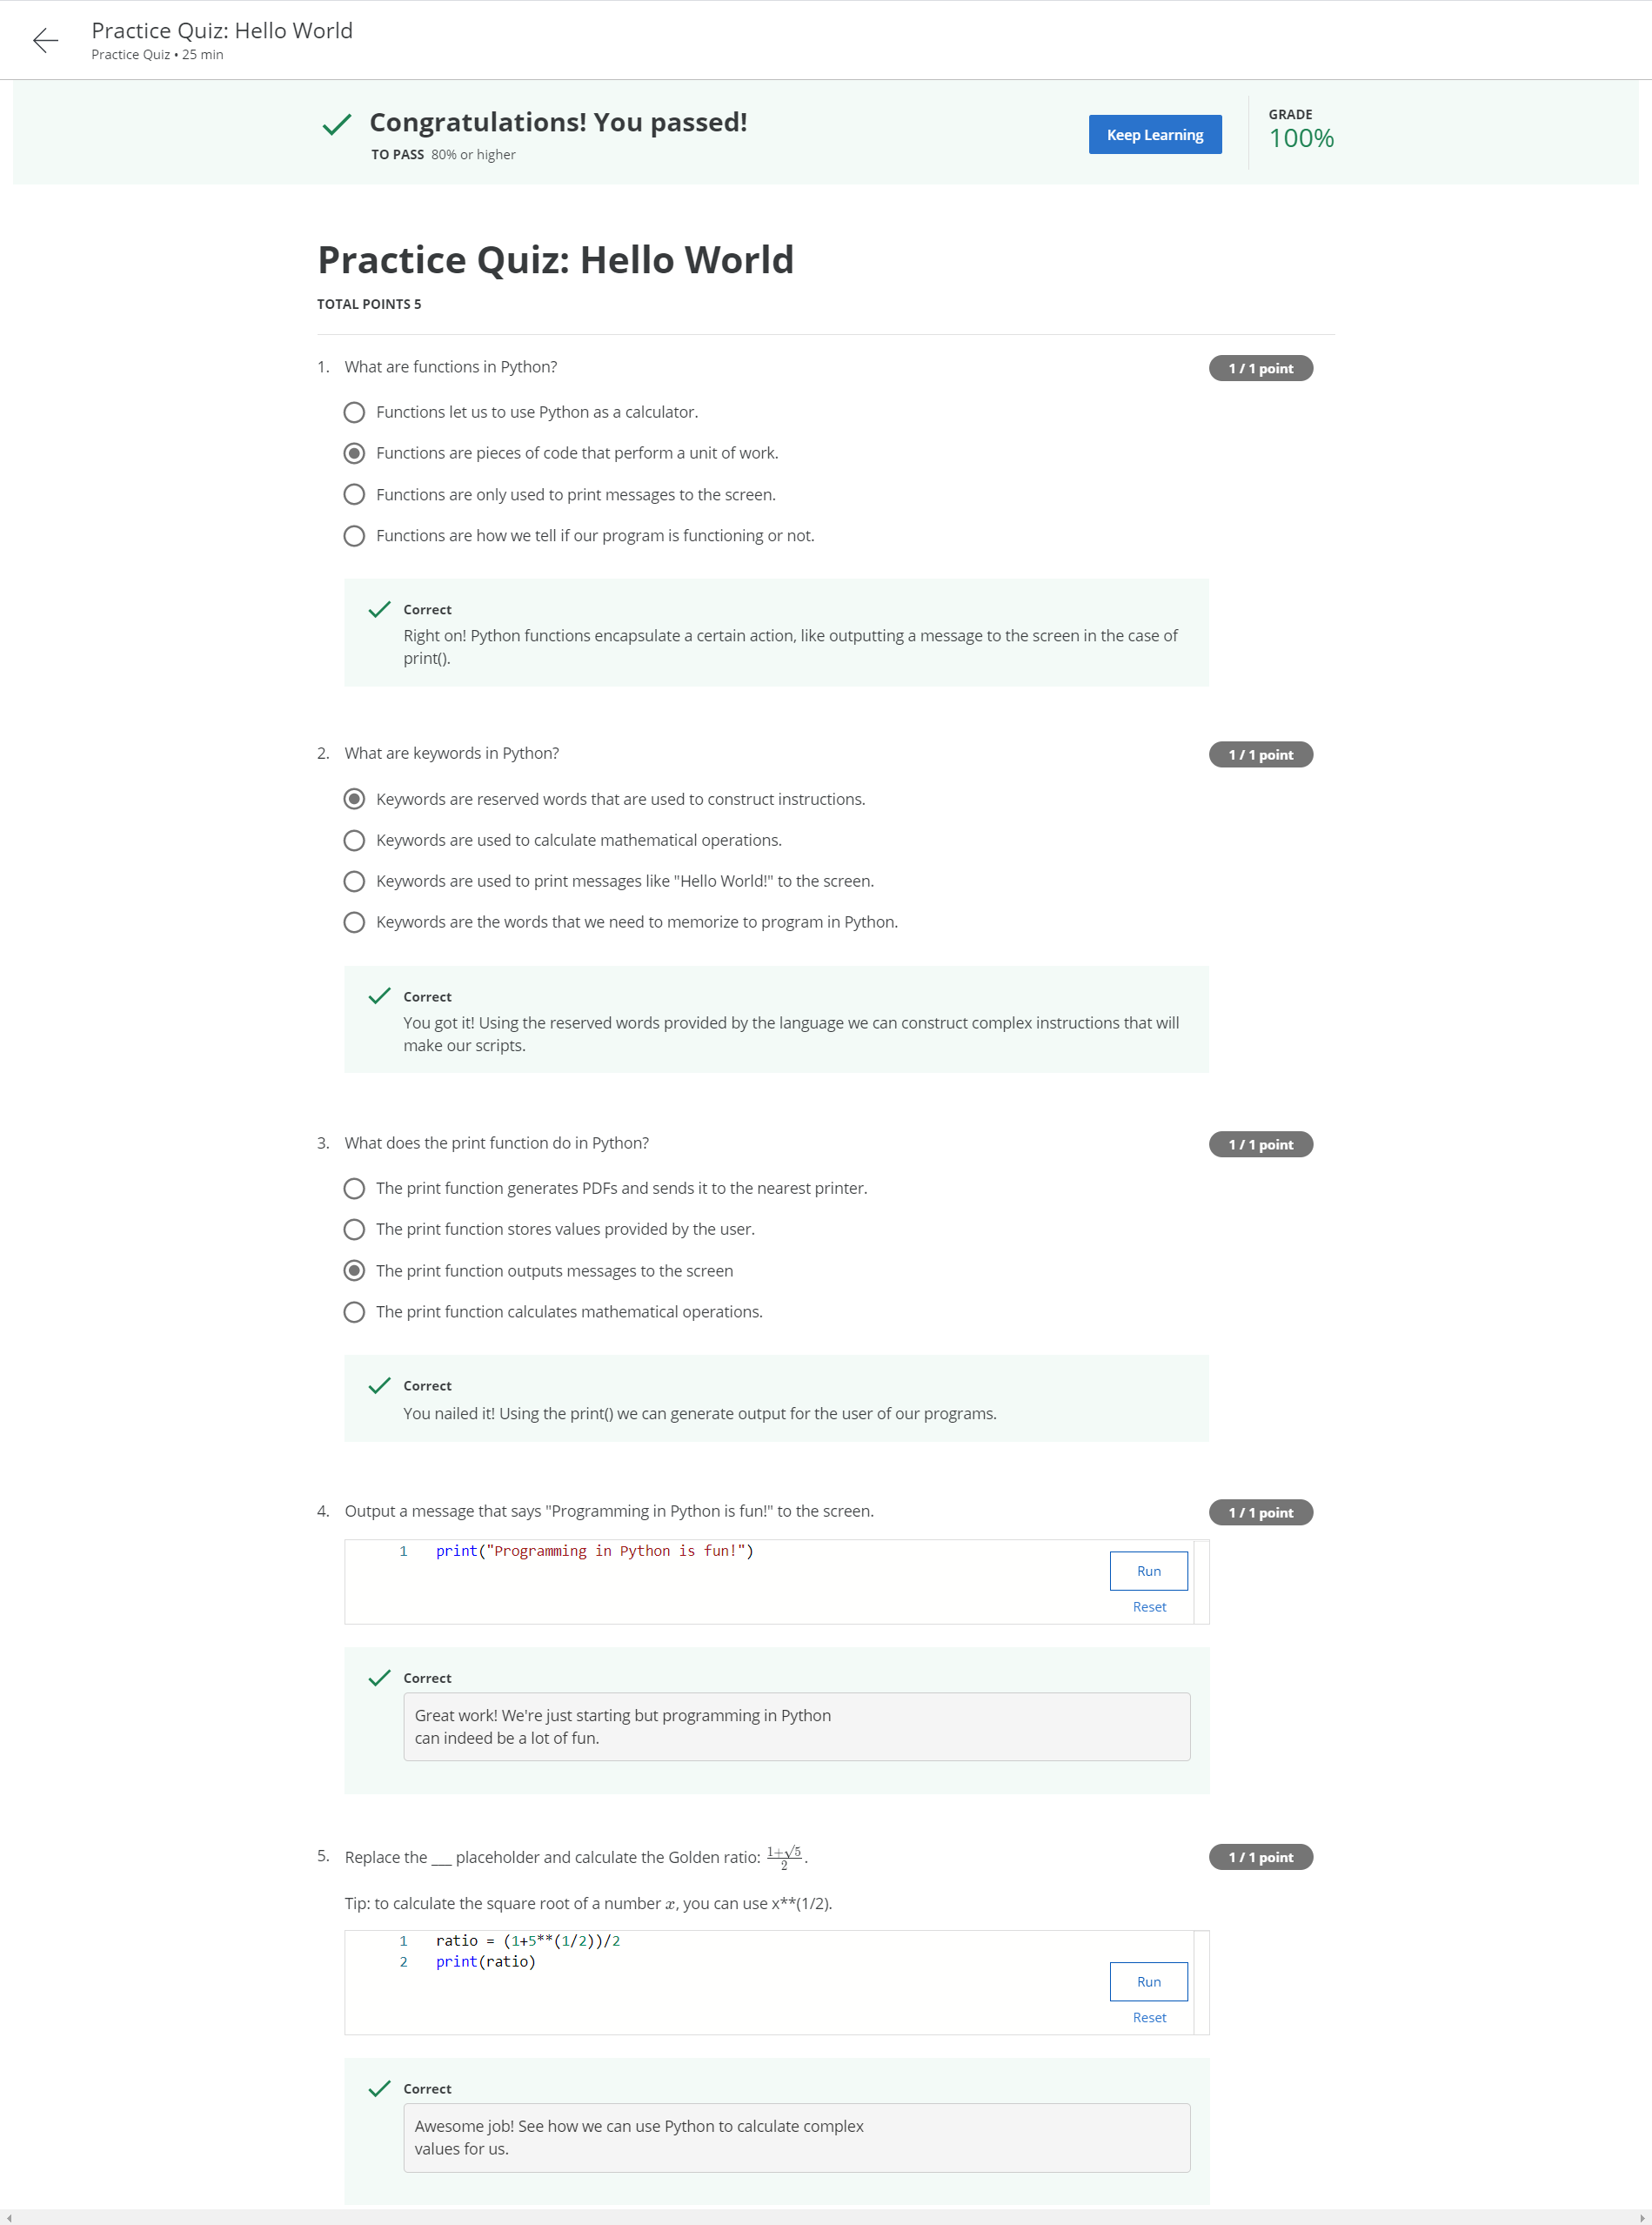 Practice Quiz: Hello World
Practice Quiz • 25 min
Congratulations! You passed!
TO PASS 80% or higher
Keep Learning
GRADE
100%
Practice Quiz: Hello World
TOTAL POINTS 5
1. What are functions in Python?
1 / 1 point
Functions let us to use Python as a calculator.
Functions are pieces of code that perform a unit of work.
Functions are only used to print messages to the screen.
Functions are how we tell if our program is functioning or not.
Correct
Right on! Python functions encapsulate a certain action, like outputting a message to the screen in the case of
print().
2. What are keywords in Python?
1 / 1 point
Keywords are reserved words that are used to construct instructions.
Keywords are used to calculate mathematical operations.
Keywords are used to print messages like "Hello World!" to the screen.
Keywords are the words that we need to memorize to program in Python.
Correct
You got it! Using the reserved words provided by the language we can construct complex instructions that will
make our scripts.
3. What does the print function do in Python?
1 / 1 point
The print function generates PDFs and sends it to the nearest printer.
The print function stores values provided by the user.
The print function outputs messages to the screen
The print function calculates mathematical operations.
Correct
You nailed it! Using the print() we can generate output for the user of our programs.
4. Output a message that says "Programming in Python is fun!" to the screen.
1 / 1 point
1 print("Programming in Python is fun!")
Run
Reset
Correct
Great work! We're just starting but programming in Python
can indeed be a lot of fun.
5. Replace the ___ placeholder and calculate the Golden ratio: (1+√5)/2.
1 / 1 point
Tip: to calculate the square root of a number x, you can use x**(1/2).
1 ratio = (1+5**(1/2))/2
2 print(ratio)
Run
Reset
Correct
Awesome job! See how we can use Python to calculate complex
values for us.